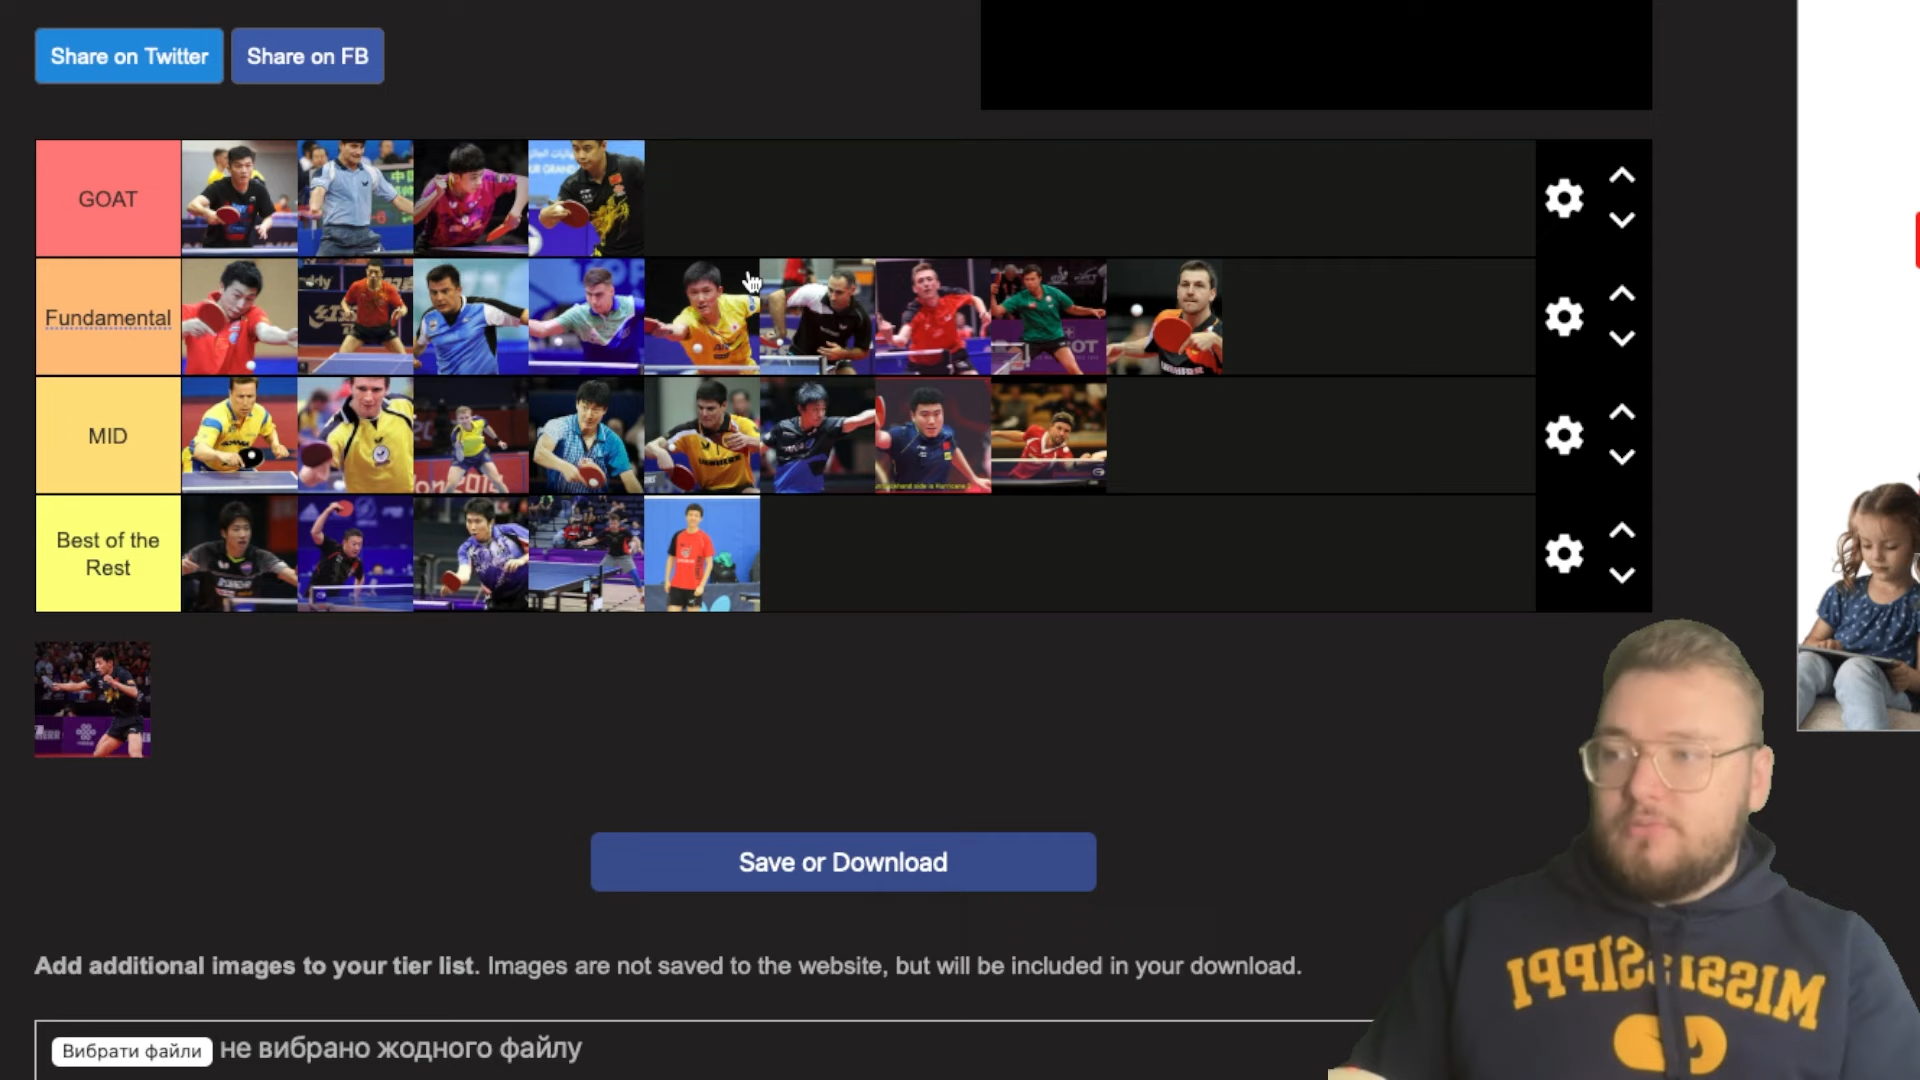 Share on Twitter
Share on FB
GOAT
Fundamental
MID
Best of the
Rest
Save or Download
Add additional images to your tier list. Images are not saved to the website, but will be included in your download.
Вибрати файли не вибрано жодного файлу
MISSISSIPPI